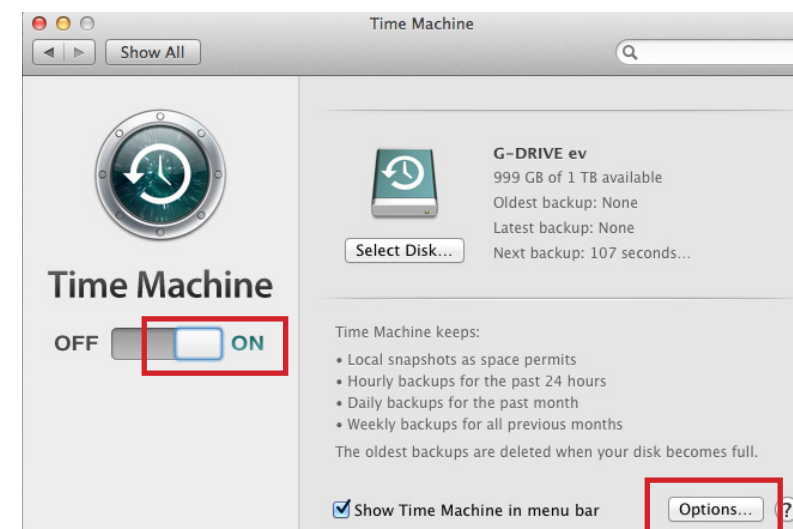 Time Machine
Show All
G-DRIVE ev
999 GB of 1 TB available
Oldest backup: None
Latest backup: None
Select Disk...
Next backup: 107 seconds...
Time Machine
OFF
ON
Time Machine keeps:
• Local snapshots as space permits
• Hourly backups for the past 24 hours
• Daily backups for the past month
• Weekly backups for all previous months
The oldest backups are deleted when your disk becomes full.
Show Time Machine in menu bar
Options...
?